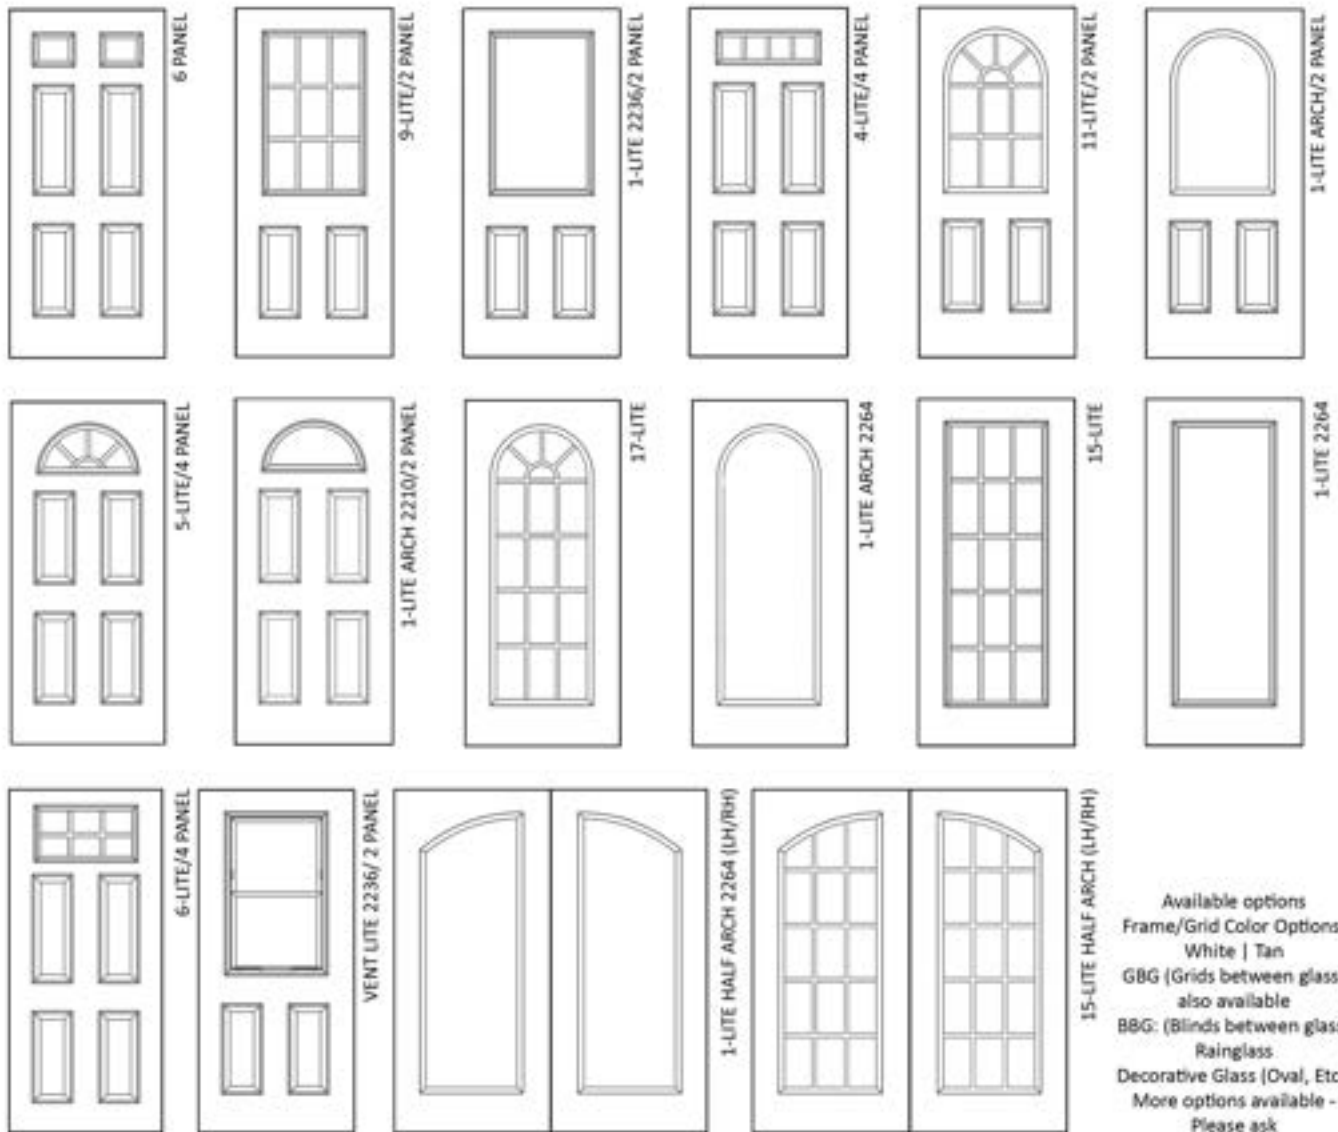 6 PANEL
9-LITE/2 PANEL
1-LITE 2236/2 PANEL
4-LITE/4 PANEL
11-LITE/2 PANEL
1-LITE ARCH/2 PANEL
5-LITE/4 PANEL
1-LITE ARCH 2210/2 PANEL
17-LITE
1-LITE ARCH 2264
15-LITE
1-LITE 2264
6-LITE/4 PANEL
VENT LITE 2236/ 2 PANEL
1-LITE HALF ARCH 2264 (LH/RH)
15-LITE HALF ARCH (LH/RH)
Available options
Frame/Grid Color Options
White | Tan
GBG (Grids between glass
also available
BBG: (Blinds between glass
Rainglass
Decorative Glass (Oval, Etc
More options available -
Please ask